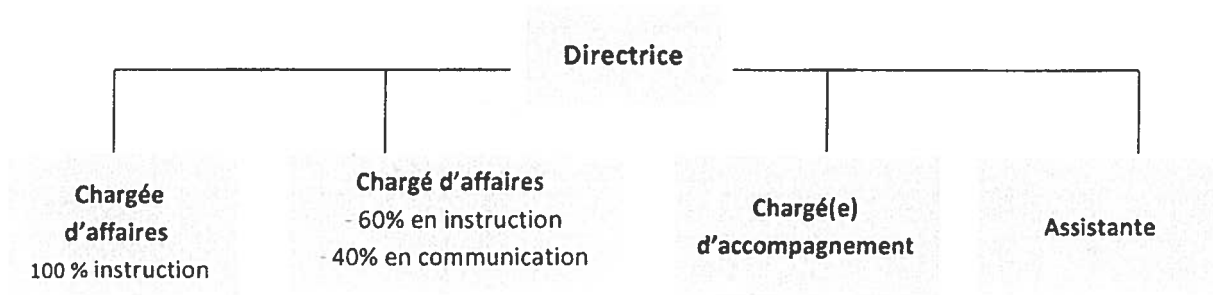 Directrice
Chargée
d'affaires
100 % instruction
Chargé d'affaires
- 60% en instruction
- 40% en communication
Chargé(e)
d'accompagnement
Assistante